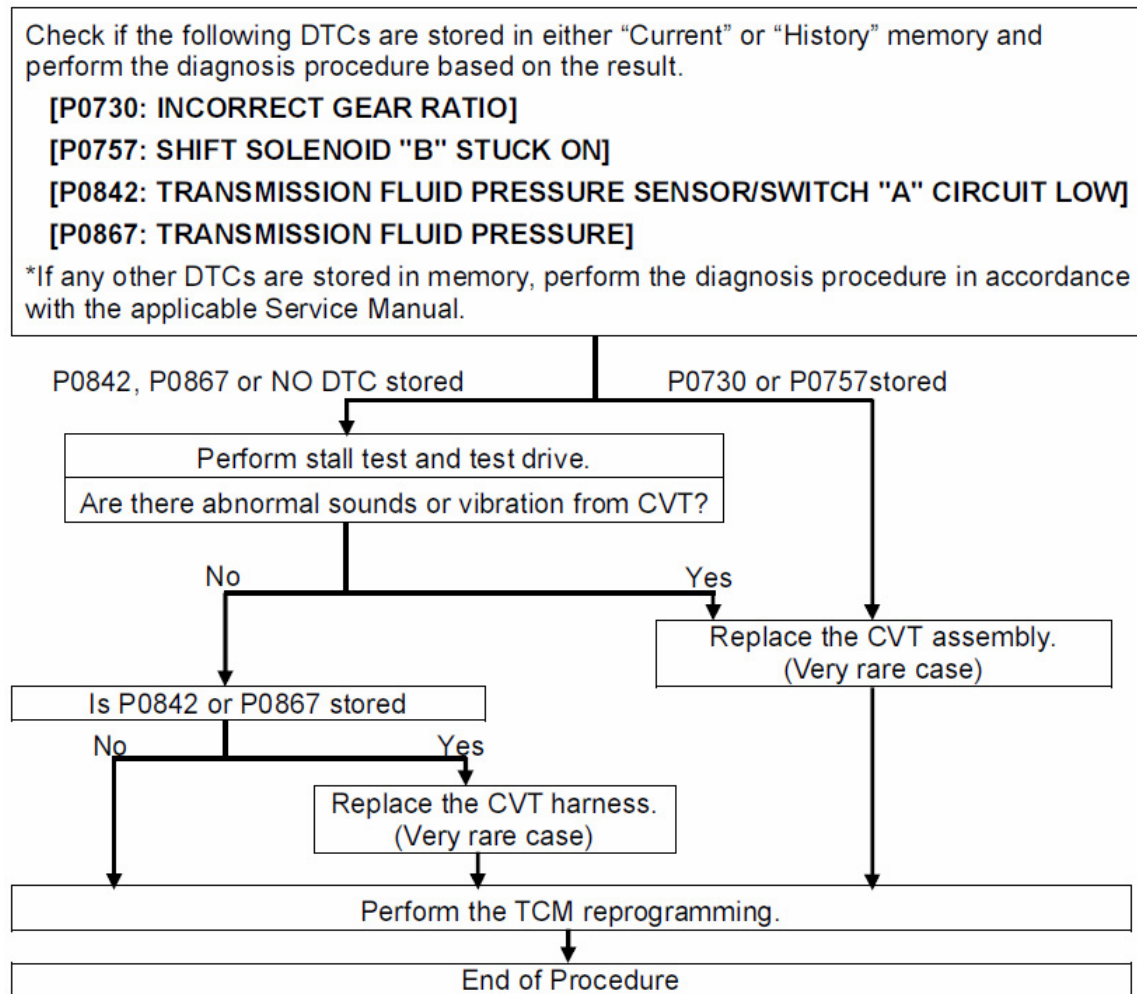 Check if the following DTCs are stored in either “Current” or “History” memory and
perform the diagnosis procedure based on the result.
[P0730: INCORRECT GEAR RATIO]
[P0757: SHIFT SOLENOID "B" STUCK ON]
[P0842: TRANSMISSION FLUID PRESSURE SENSOR/SWITCH "A" CIRCUIT LOW]
[P0867: TRANSMISSION FLUID PRESSURE]
*If any other DTCs are stored in memory, perform the diagnosis procedure in accordance
with the applicable Service Manual.
P0842, P0867 or NO DTC stored
P0730 or P0757stored
Perform stall test and test drive.
Are there abnormal sounds or vibration from CVT?
No
Yes
Replace the CVT assembly.
(Very rare case)
Is P0842 or P0867 stored
No
Yes
Replace the CVT harness.
(Very rare case)
Perform the TCM reprogramming.
End of Procedure